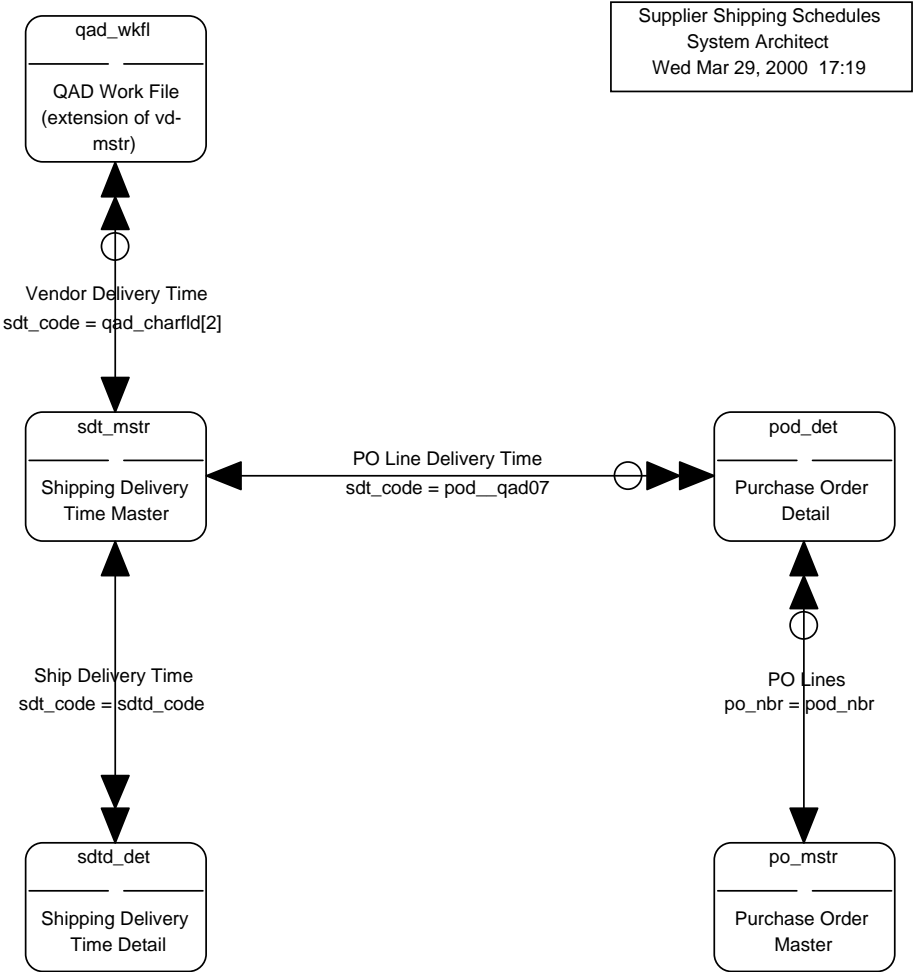 qad_wkfl
QAD Work File
(extension of vd-
mstr)
Supplier Shipping Schedules
System Architect
Wed Mar 29, 2000  17:19
Vendor Delivery Time
sdt_code = qad_charfld[2]
sdt_mstr
Shipping Delivery
Time Master
PO Line Delivery Time
sdt_code = pod__qad07
pod_det
Purchase Order
Detail
Ship Delivery Time
sdt_code = sdtd_code
PO Lines
po_nbr = pod_nbr
sdtd_det
Shipping Delivery
Time Detail
po_mstr
Purchase Order
Master